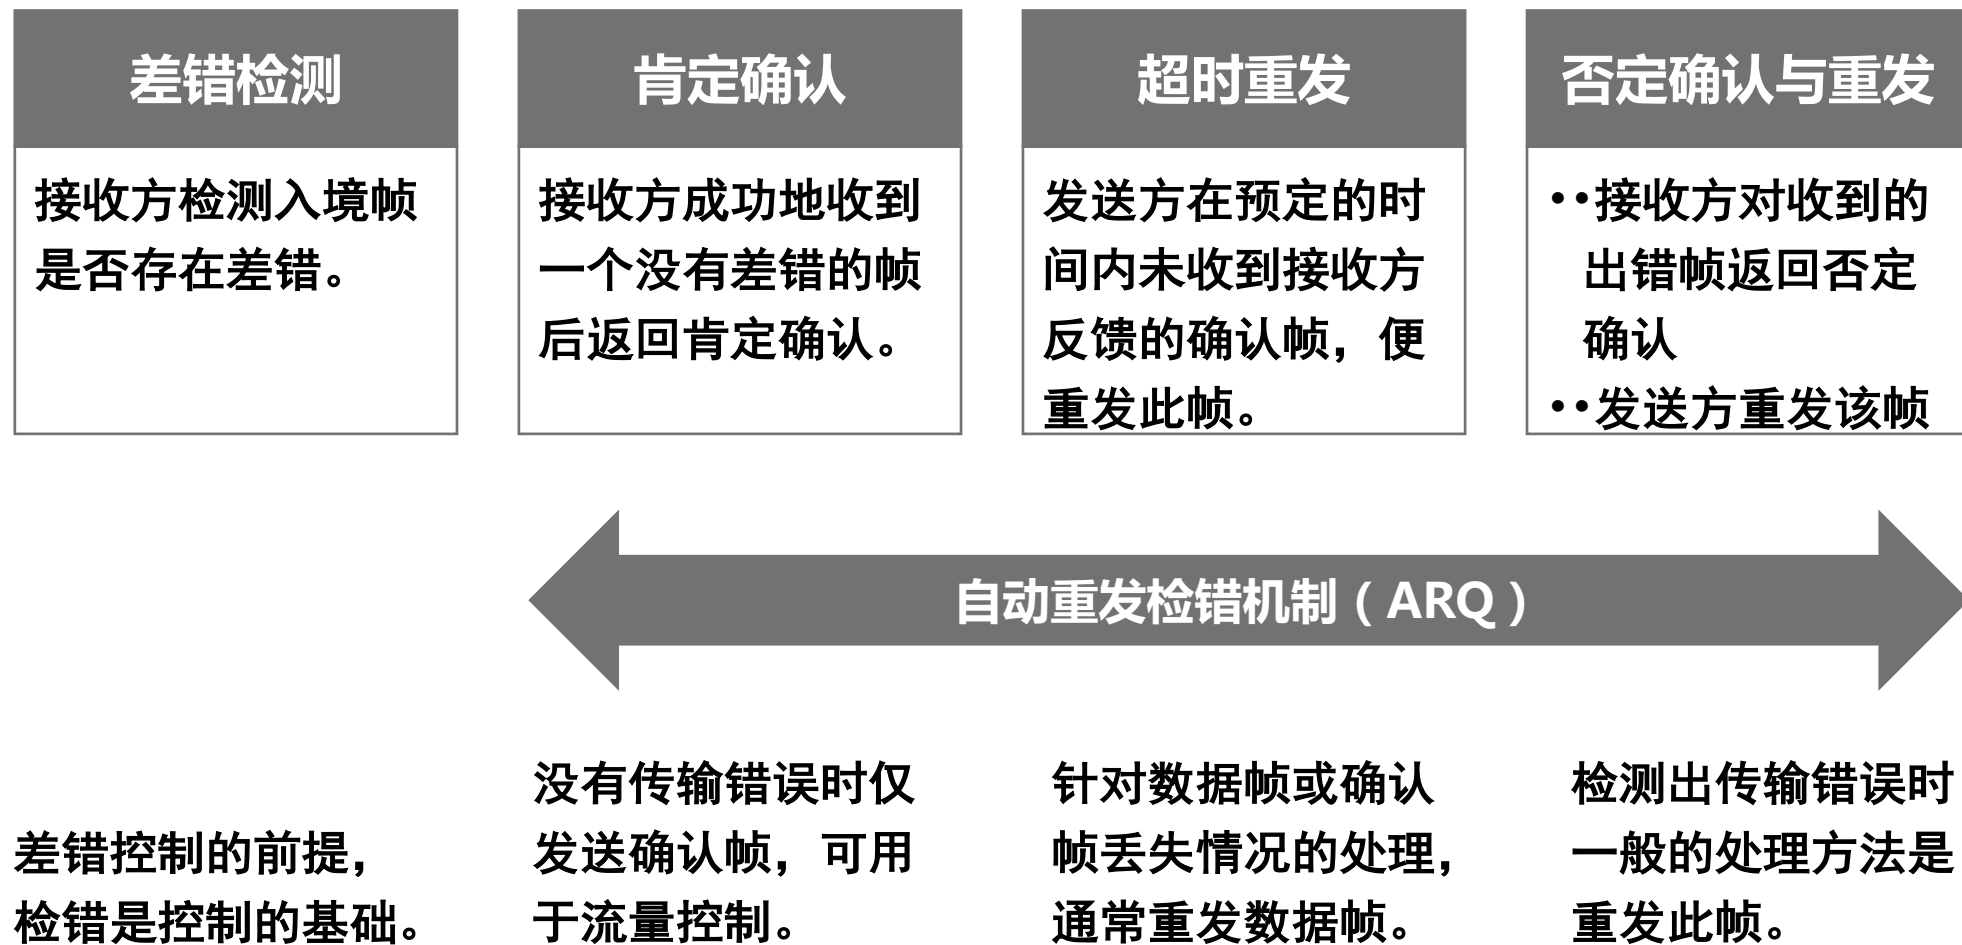 差错检测
接收方检测入境帧
是否存在差错。
肯定确认
接收方成功地收到
一个没有差错的帧
后返回肯定确认。
超时重发
发送方在预定的时
间内未收到接收方
反馈的确认帧，便
重发此帧。
否定确认与重发
••接收方对收到的
出错帧返回否定
确认
••发送方重发该帧
自动重发检错机制（ARQ）
差错控制的前提，
检错是控制的基础。
没有传输错误时仅
发送确认帧，可用
于流量控制。
针对数据帧或确认
帧丢失情况的处理，
通常重发数据帧。
检测出传输错误时
一般的处理方法是
重发此帧。